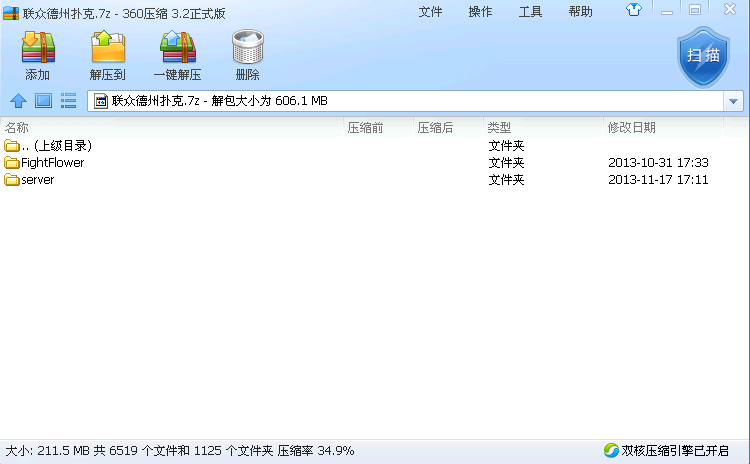 联众德州扑克.7z - 360压缩 3.2正式版
文件 操作 工具 帮助
添加 解压到 一键解压 删除 扫描
联众德州扑克.7z - 解包大小为 606.1 MB
名称 压缩前 压缩后 类型 修改日期
.. (上级目录) 文件夹
FightFlower 文件夹 2013-10-31 17:33
server 文件夹 2013-11-17 17:11
大小: 211.5 MB 共 6519 个文件和 1125 个文件夹 压缩率 34.9% 双核压缩引擎已开启